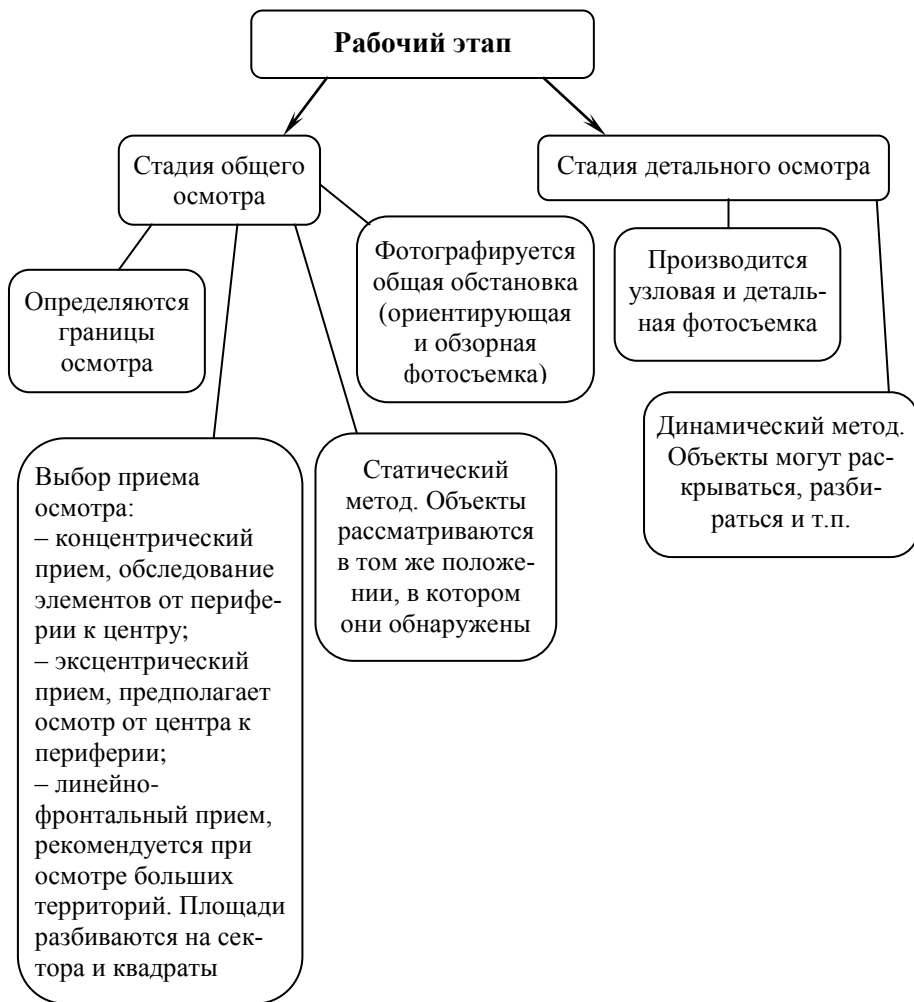 Рабочий этап
Стадия общего
осмотра
Стадия детального осмотра
Определяются
границы
осмотра
Фотографируется
общая обстановка
(ориентирующая
и обзорная
фотосъемка)
Производится
узловая и деталь-
ная фотосъемка
Выбор приема
осмотра:
– концентрический
прием, обследование
элементов от перифе-
рии к центру;
– эксцентрический
прием, предполагает
осмотр от центра к
периферии;
– линейно-
фронтальный прием,
рекомендуется при
осмотре больших
территорий. Площади
разбиваются на сек-
тора и квадраты
Статический
метод. Объекты
рассматриваются
в том же положе-
нии, в котором
они обнаружены
Динамический метод.
Объекты могут рас-
крываться, разби-
раться и т.п.